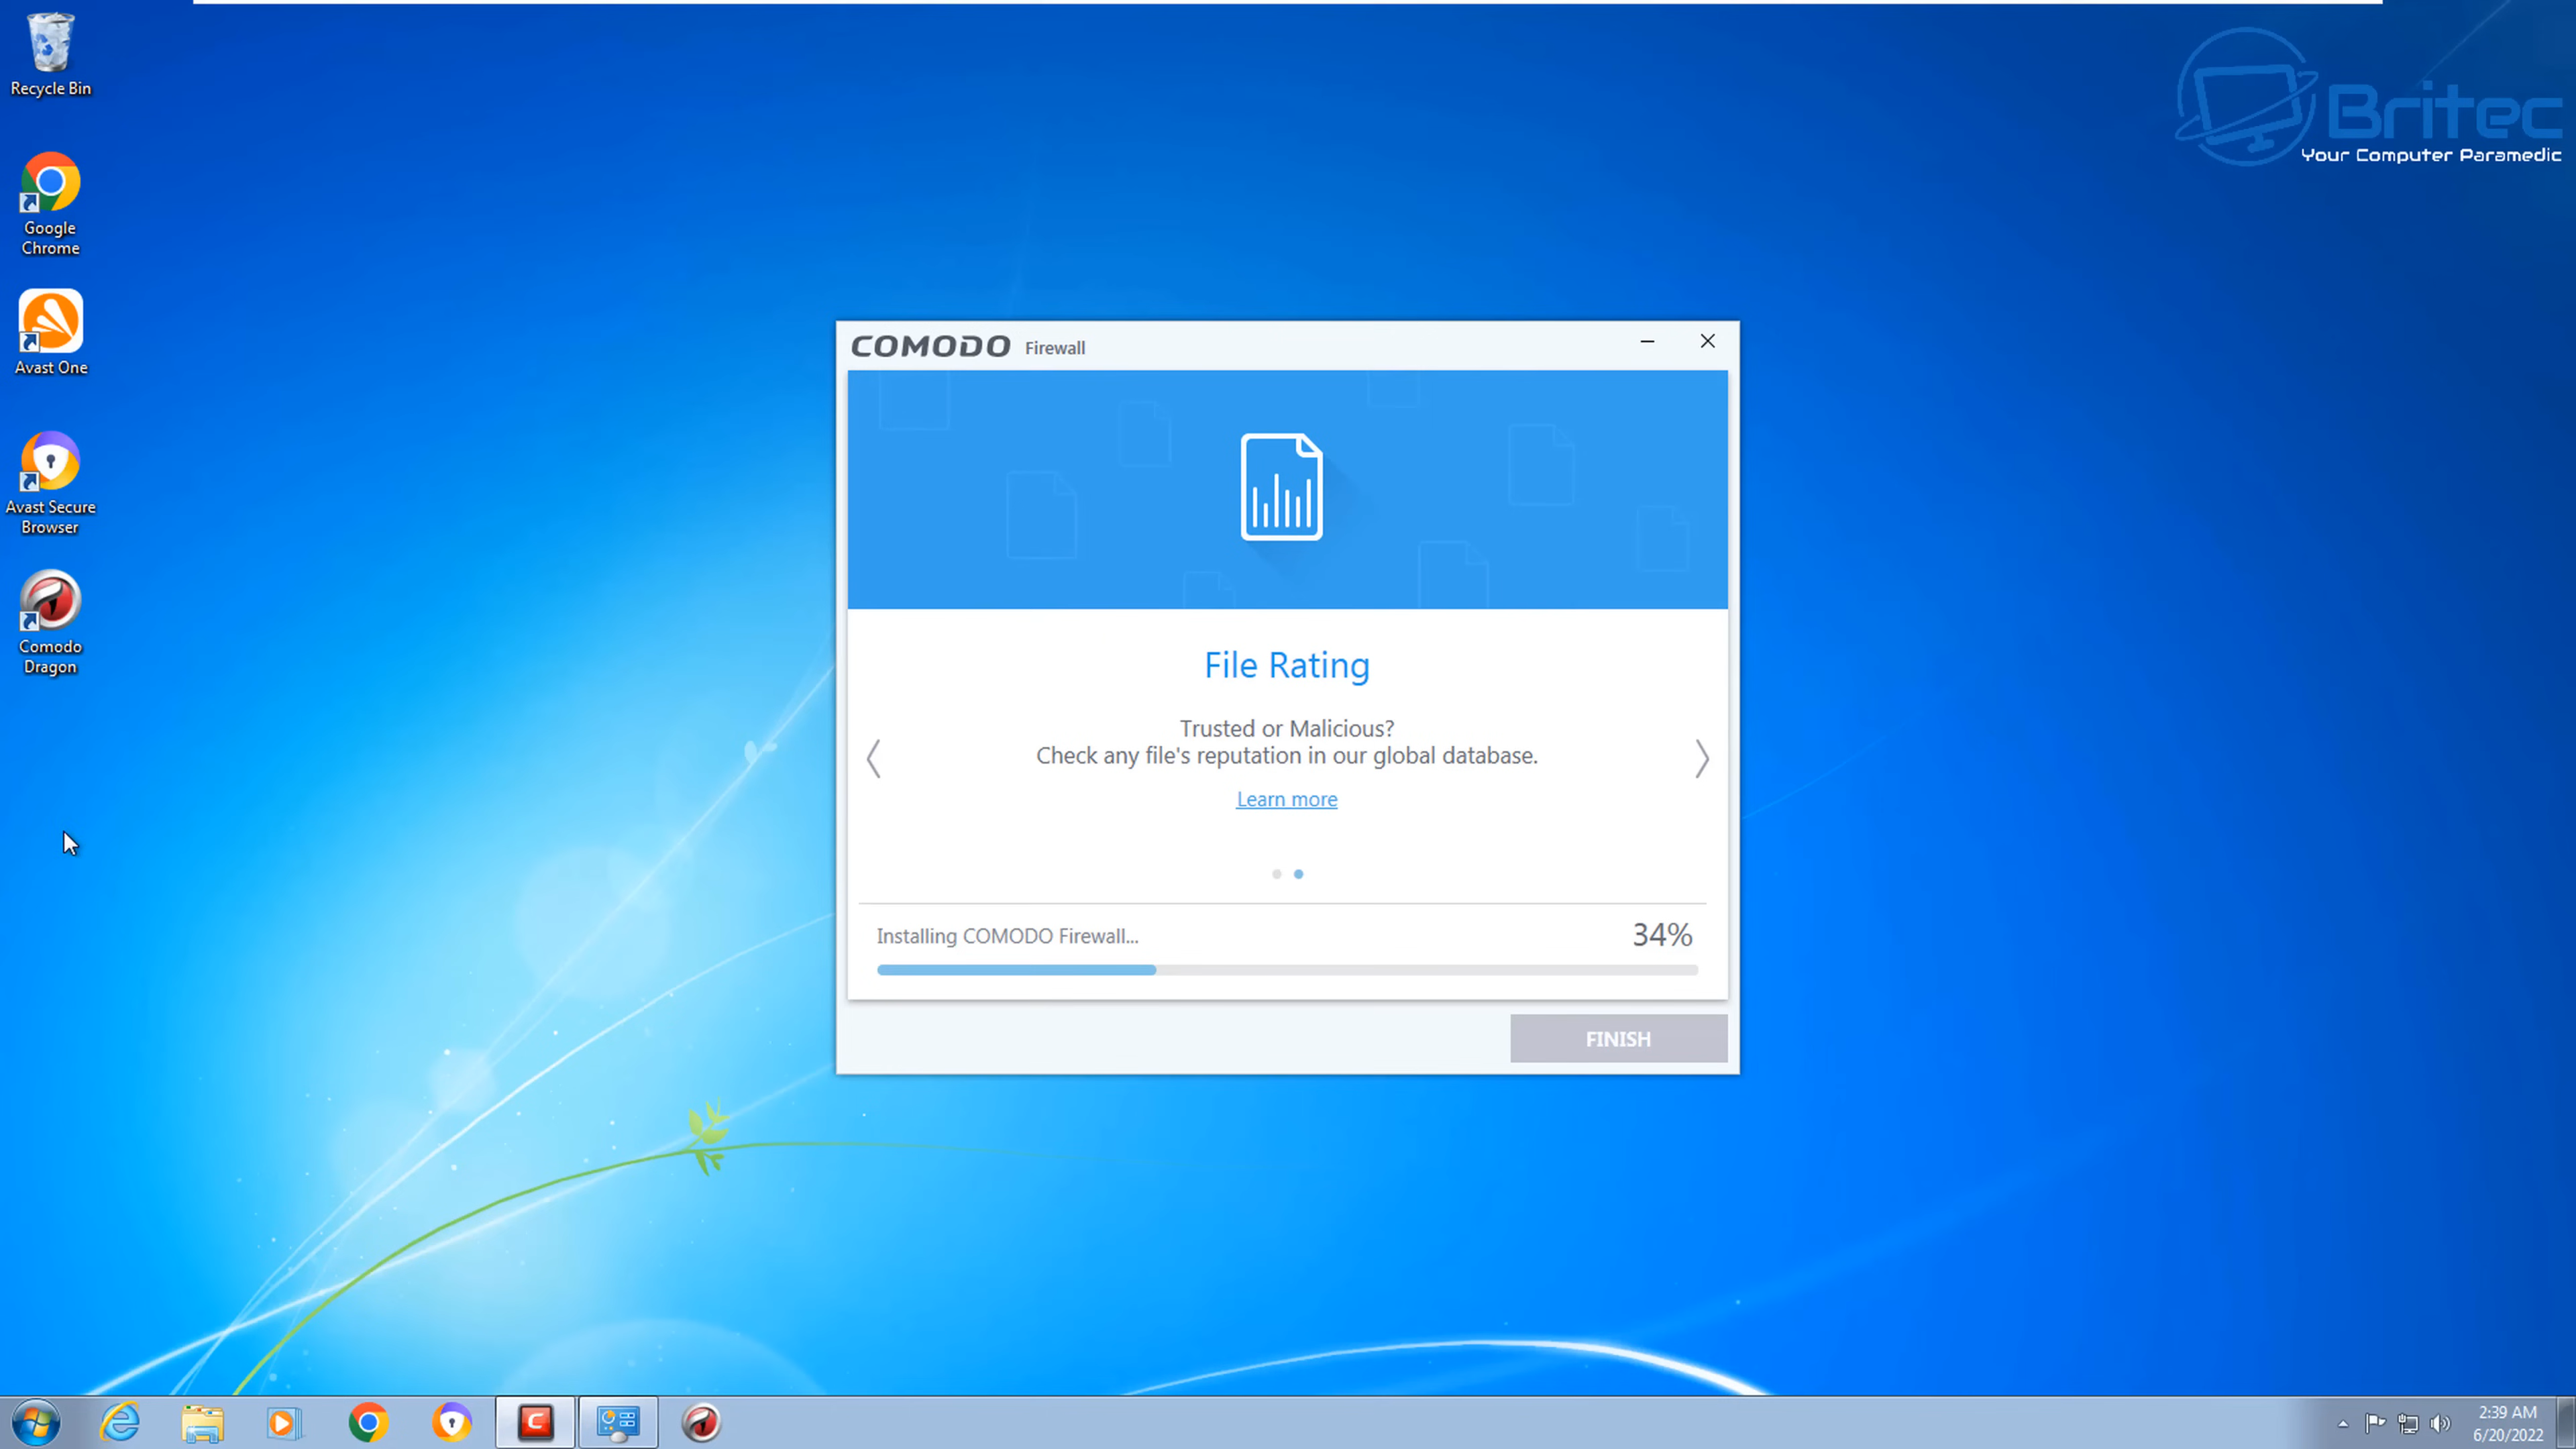 Recycle Bin
Google
Chrome
Avast One
Avast Secure
Browser
Comodo
Dragon
Britec
Your Computer Paramedic
COMODO Firewall
File Rating
Trusted or Malicious?
Check any file's reputation in our global database.
Learn more
Installing COMODO Firewall...
34%
FINISH
2:39 AM
6/20/2022